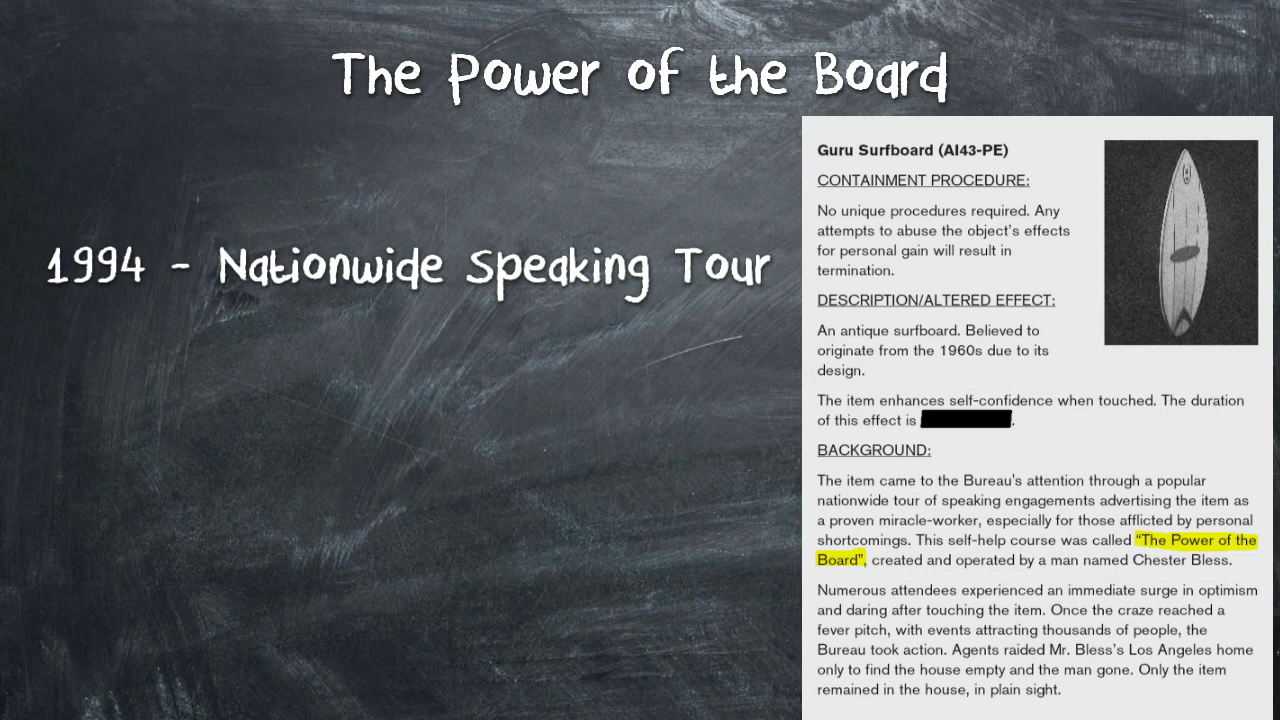 The Power of the Board
1994 - Nationwide Speaking Tour
Guru Surfboard (AI43-PE)
CONTAINMENT PROCEDURE:
No unique procedures required. Any
attempts to abuse the object's effects
for personal gain will result in
termination.
DESCRIPTION/ALTERED EFFECT:
An antique surfboard. Believed to
originate from the 1960s due to its
design.
The item enhances self-confidence when touched. The duration
of this effect is .
BACKGROUND:
The item came to the Bureau's attention through a popular
nationwide tour of speaking engagements advertising the item as
a proven miracle-worker, especially for those afflicted by personal
shortcomings. This self-help course was called “The Power of the
Board”, created and operated by a man named Chester Bless.
Numerous attendees experienced an immediate surge in optimism
and daring after touching the item. Once the craze reached a
fever pitch, with events attracting thousands of people, the
Bureau took action. Agents raided Mr. Bless's Los Angeles home
only to find the house empty and the man gone. Only the item
remained in the house, in plain sight.